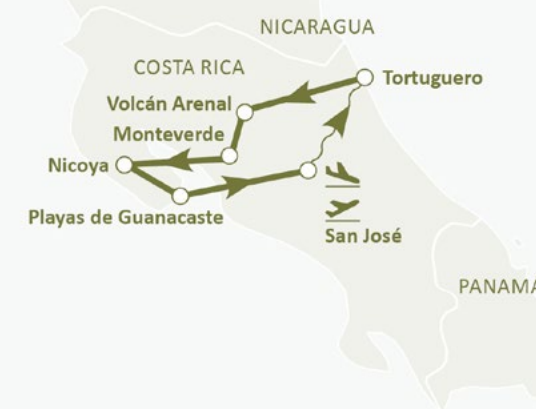 NICARAGUA
COSTA RICA
Tortuguero
Volcán Arenal
Monteverde
Nicoya
Playas de Guanacaste
San José
PANAMA